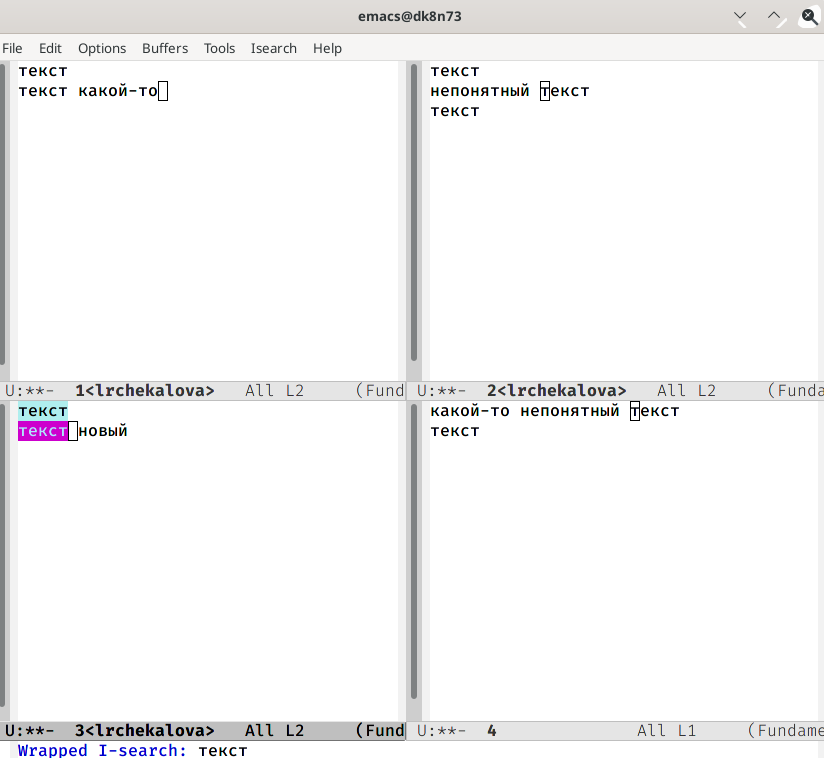 emacs@dk8n73
File Edit Options Buffers Tools Isearch Help
текст
текст какой-то
U:**-  1<lrchekalova>   All L2     (Fund
текст
непонятный текст
текст
U:**-  2<lrchekalova>   All L2     (Funda
текст
текст новый
U:**-  3<lrchekalova>   All L2     (Fund
какой-то непонятный текст
текст
U:**-  4              All L1     (Fundame
Wrapped I-search: текст